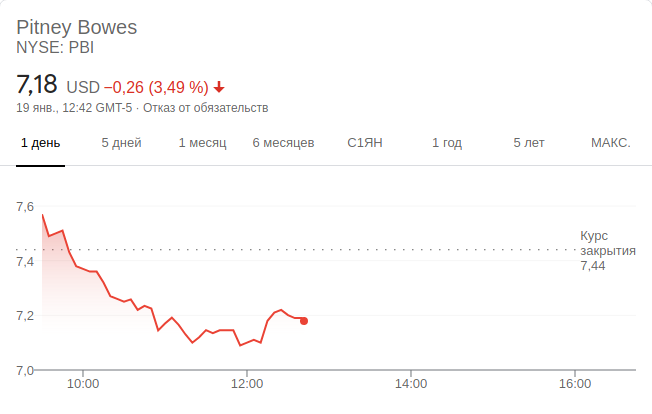 Pitney Bowes
NYSE: PBI
7,18 USD −0,26 (3,49 %)
19 янв., 12:42 GMT-5 · Отказ от обязательств
1 день 5 дней 1 месяц 6 месяцев С1ЯН 1 год 5 лет МАКС.
7,6
Курс
закрытия
7,44
7,4
7,2
7,0
10:00 12:00 14:00 16:00